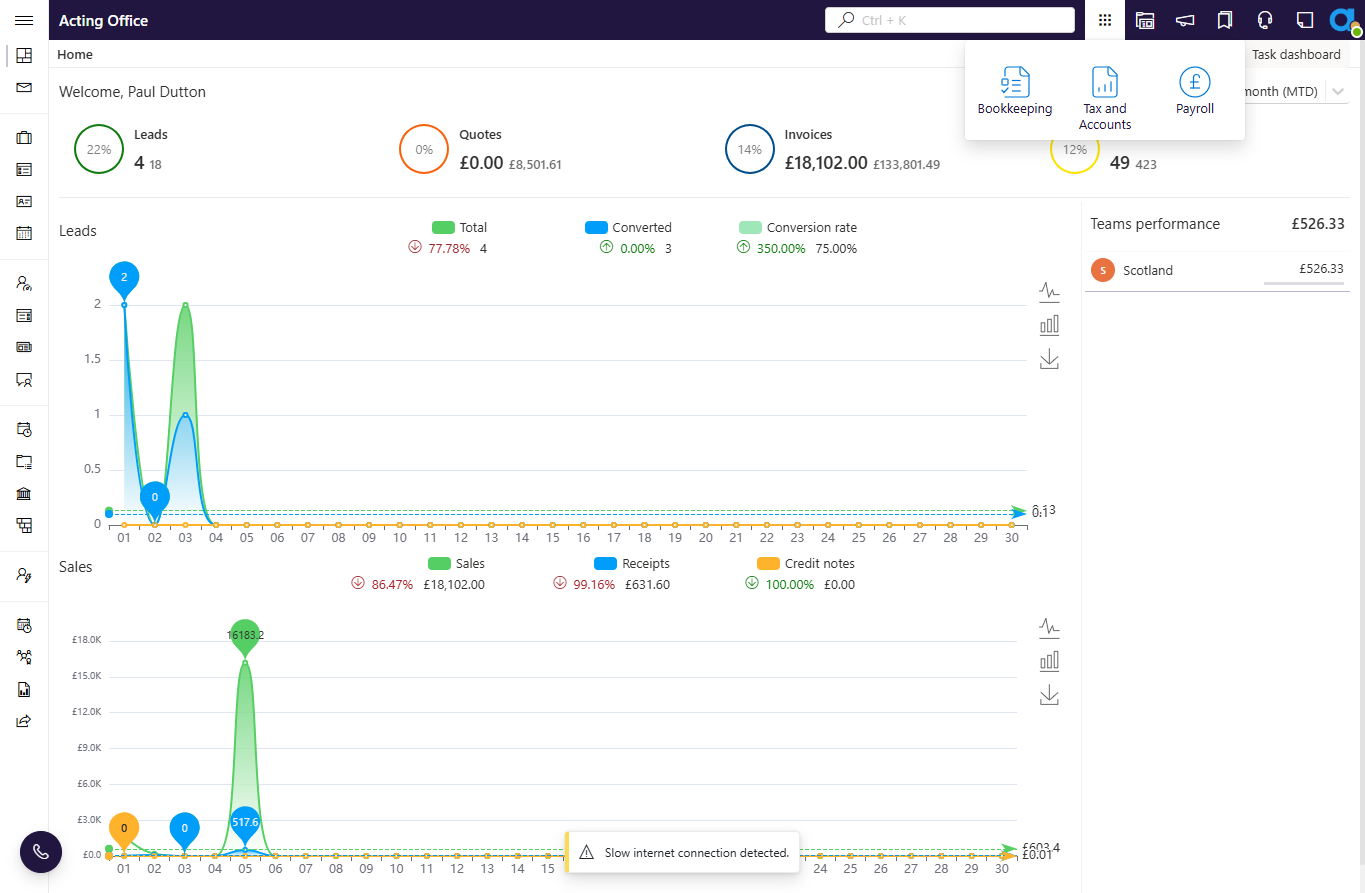 Acting Office
Ctrl + K
Home
Task dashboard
Bookkeeping
Tax and
Accounts
Payroll
Welcome, Paul Dutton
month (MTD)
22%
Leads
4 18
0%
Quotes
£0.00 £8,501.61
14%
Invoices
£18,102.00 £133,801.49
12%
49 423
Leads
Total
77.78% 4
Converted
0.00% 3
Conversion rate
350.00% 75.00%
Teams performance £526.33
S Scotland £526.33
2
0
2
1.5
1
0.5
0
0.13
0.1
01 02 03 04 05 06 07 08 09 10 11 12 13 14 15 16 17 18 19 20 21 22 23 24 25 26 27 28 29 30
Sales
Sales
86.47% £18,102.00
Receipts
99.16% £631.60
Credit notes
100.00% £0.00
16183.2
£18.0K
£15.0K
£12.0K
£9.0K
£6.0K
£3.0K
£0.0
0
0
517.6
£603.4
£0.01
01 02 03 04 05 06 07 08 09 10 11 12 13 14 15 24 25 26 27 28 29 30
Slow internet connection detected.